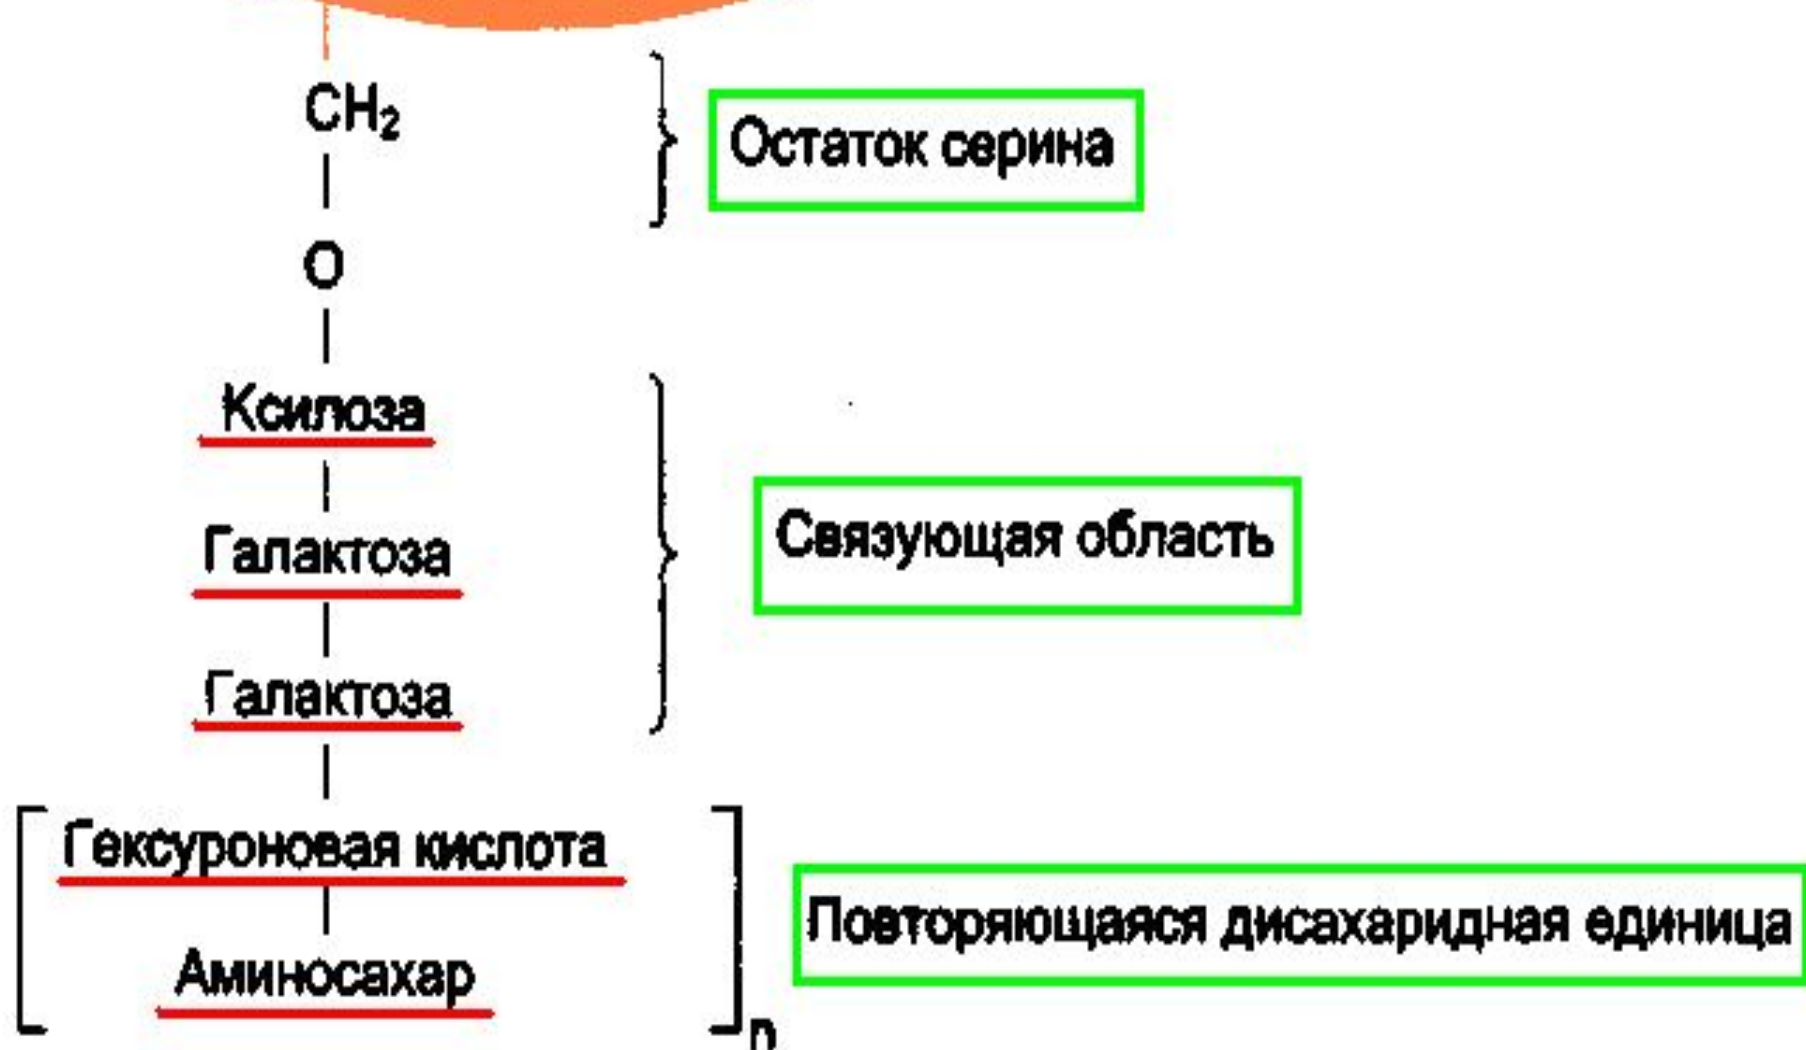 CH₂
Остаток серина
O
Ксилоза
Галактоза
Связующая область
Галактоза
Гексуроновая кислота
Повторяющаяся дисахаридная единица
Аминосахар
n